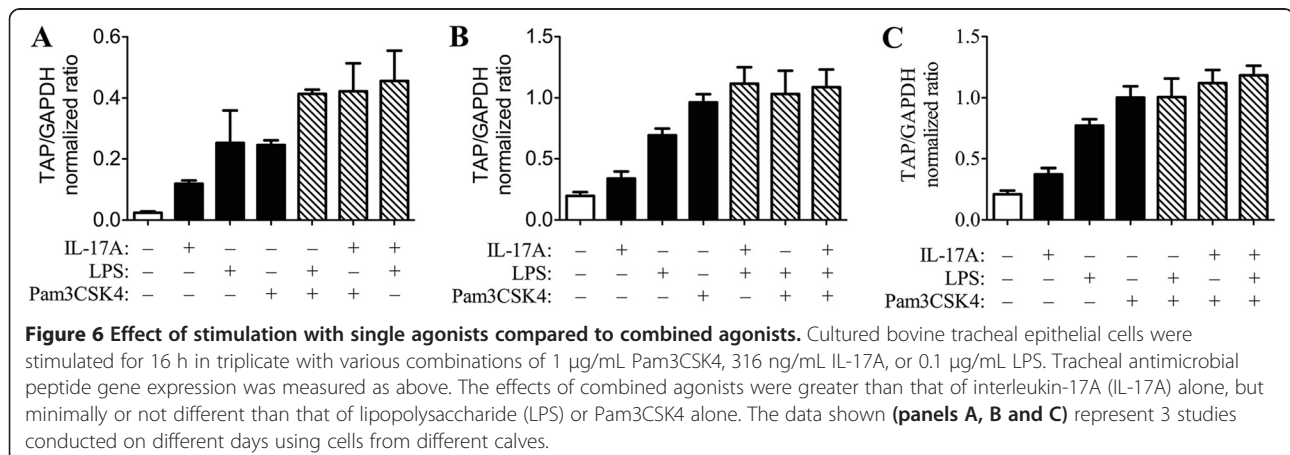 A
TAP/GAPDH
normalized ratio
0.6
0.4
0.2
0.0
IL-17A: – + – – – + +
LPS: – – + – + – +
Pam3CSK4: – – – + + + –
B
TAP/GAPDH
normalized ratio
1.5
1.0
0.5
0.0
IL-17A: – + – – + – +
LPS: – – + – + + +
Pam3CSK4: – – – + – + +
C
TAP/GAPDH
normalized ratio
1.5
1.0
0.5
0.0
IL-17A: – + – – – + +
LPS: – – + – + – +
Pam3CSK4: – – – + + + +
Figure 6 Effect of stimulation with single agonists compared to combined agonists. Cultured bovine tracheal epithelial cells were
stimulated for 16 h in triplicate with various combinations of 1 μg/mL Pam3CSK4, 316 ng/mL IL-17A, or 0.1 μg/mL LPS. Tracheal antimicrobial
peptide gene expression was measured as above. The effects of combined agonists were greater than that of interleukin-17A (IL-17A) alone, but
minimally or not different than that of lipopolysaccharide (LPS) or Pam3CSK4 alone. The data shown (panels A, B and C) represent 3 studies
conducted on different days using cells from different calves.